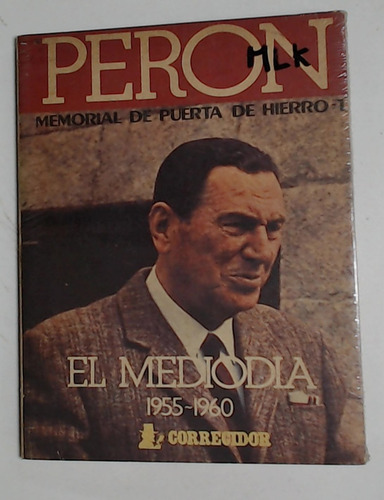 PERON
MLK
MEMORIAL DE PUERTA DE HIERRO-1
EL MEDIODIA
1955~1960
CORREGIDOR